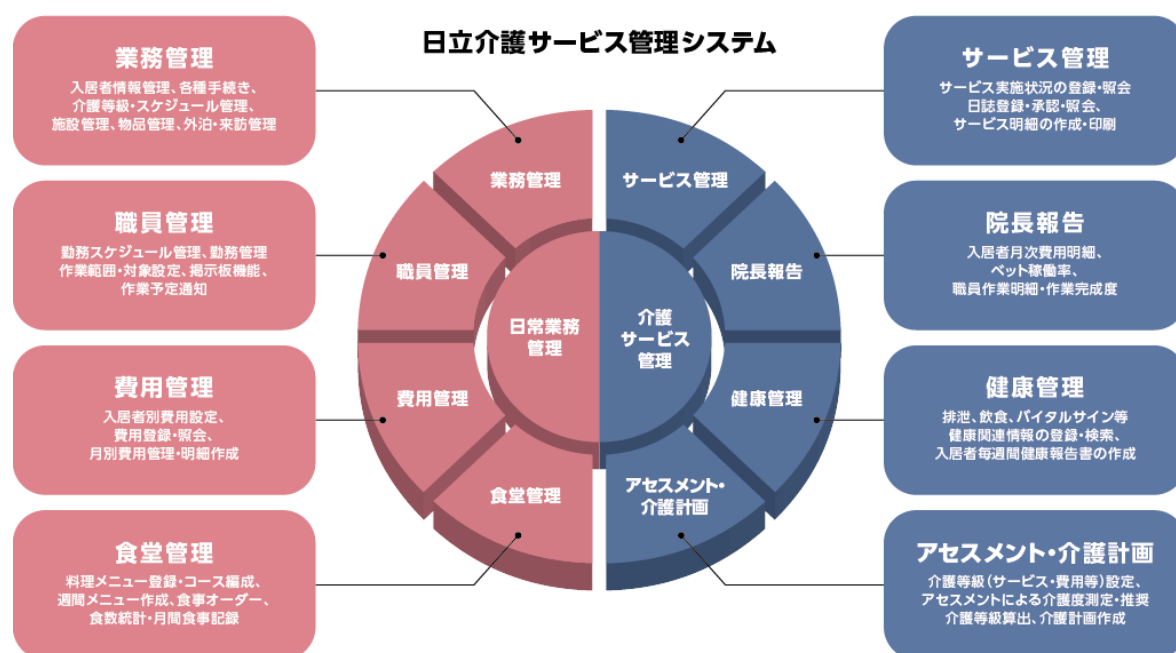 日立介護サービス管理システム
業務管理
入居者情報管理、各種手続き、
介護等級・スケジュール管理、
施設管理、物品管理、外泊・来訪管理
職員管理
勤務スケジュール管理、勤務管理
作業範囲・対象設定、掲示板機能、
作業予定通知
費用管理
入居者別費用設定、
費用登録・照会、
月別費用管理・明細作成
食堂管理
料理メニュー登録・コース編成、
週間メニュー作成、食事オーダー、
食数統計・月間食事記録
業務管理
職員管理
費用管理
食堂管理
日常業務
管理
介護
サービス
管理
サービス管理
院長報告
健康管理
アセスメント・
介護計画
サービス管理
サービス実施状況の登録・照会
日誌登録・承認・照会、
サービス明細の作成・印刷
院長報告
入居者月次費用明細、
ベット稼働率、
職員作業明細・作業完成度
健康管理
排泄、飲食、バイタルサイン等
健康関連情報の登録・検索、
入居者毎週間健康報告書の作成
アセスメント・介護計画
介護等級(サービス・費用等)設定、
アセスメントによる介護度測定・推奨
介護等級算出、介護計画作成